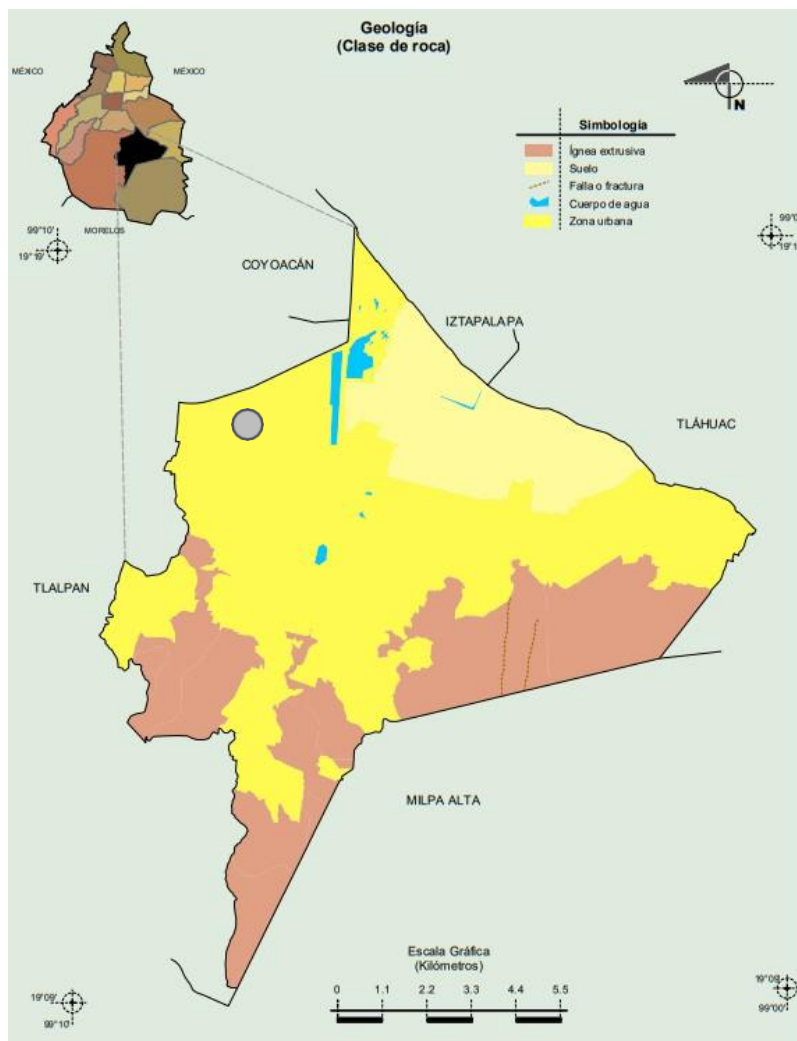 Geología
(Clase de roca)
MÉXICO
MÉXICO
MORELOS
N
Simbología
Ígnea extrusiva
Suelo
Falla o fractura
Cuerpo de agua
Zona urbana
99°10'
19°19'
COYOACÁN
IZTAPALAPA
TLÁHUAC
TLALPAN
MILPA ALTA
Escala Gráfica
(Kilómetros)
0 1.1 2.2 3.3 4.4 5.5
19°09'
99°10'
19°09'
99°00'